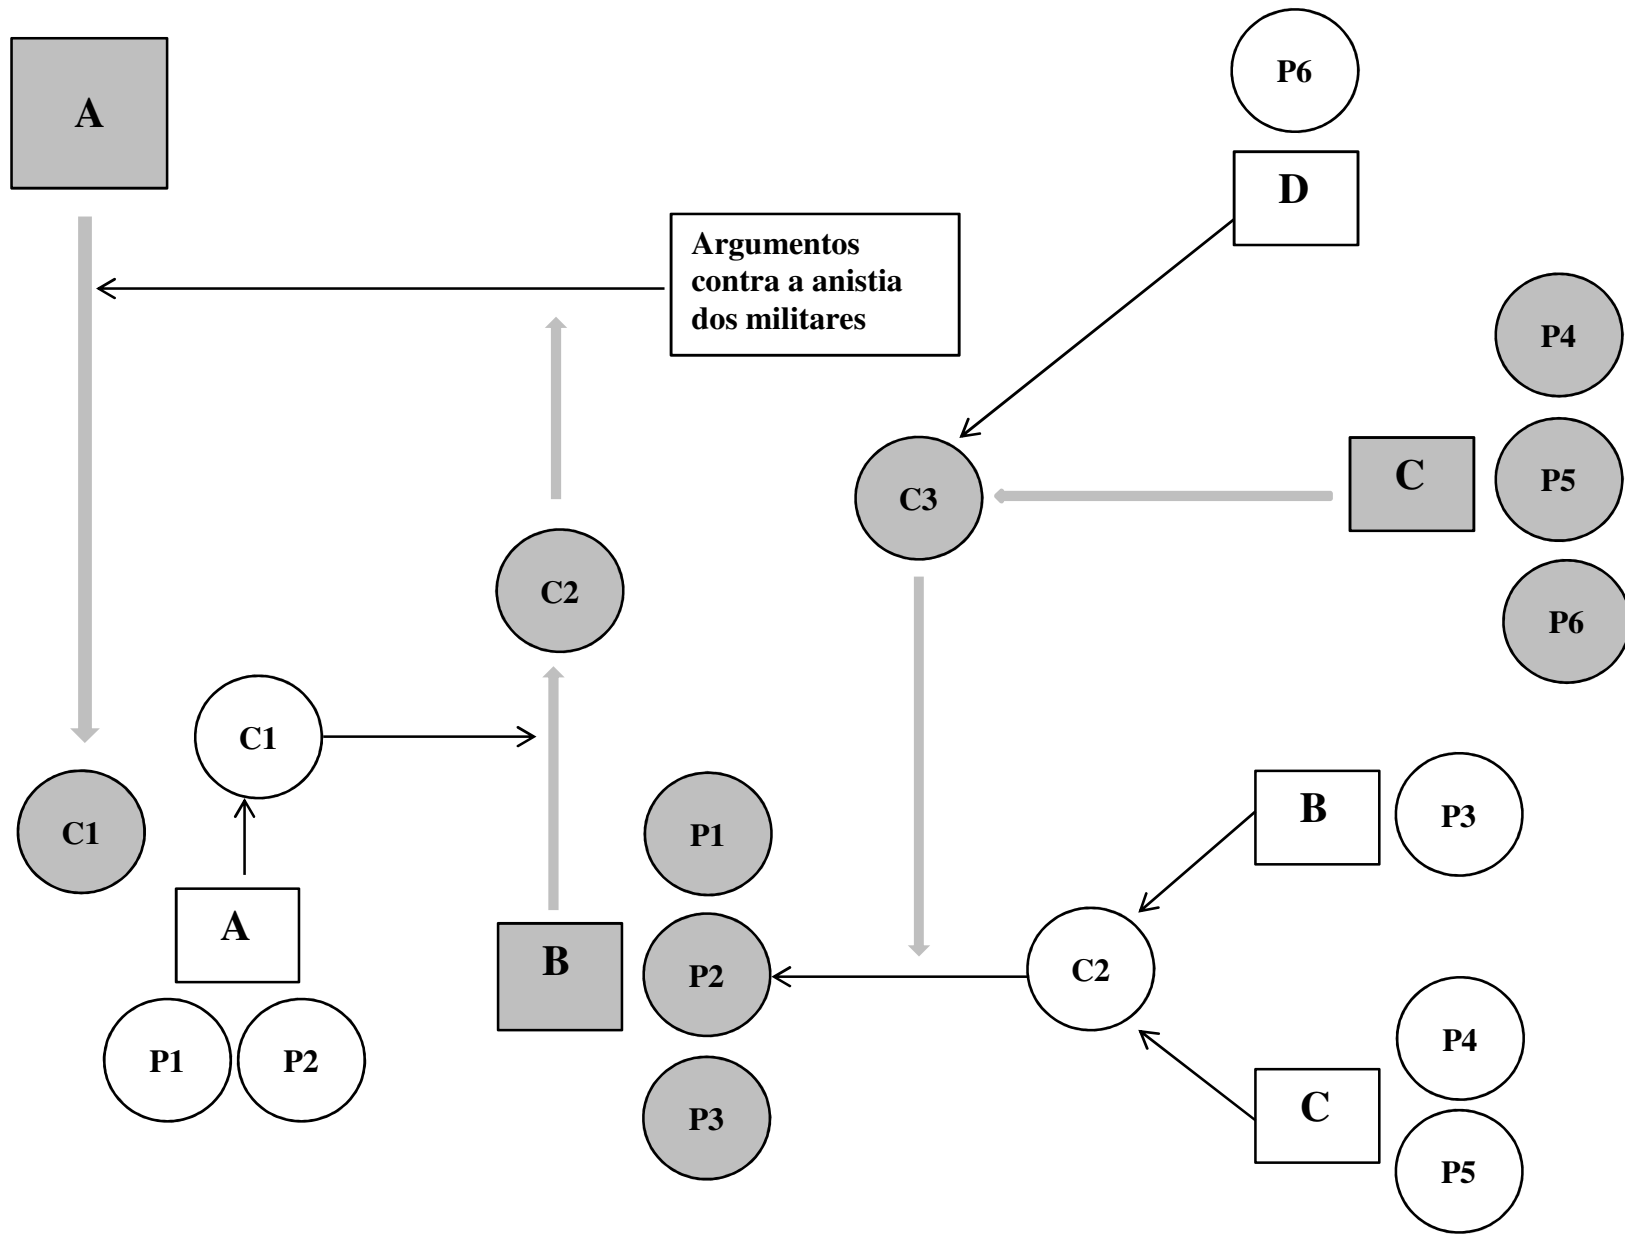 P6
A
D
Argumentos
contra a anistia
dos militares
P4
C
P5
C3
C2
P6
C1
B
P3
C1
P1
A
B
P2
C2
P4
P1
P2
P3
C
P5